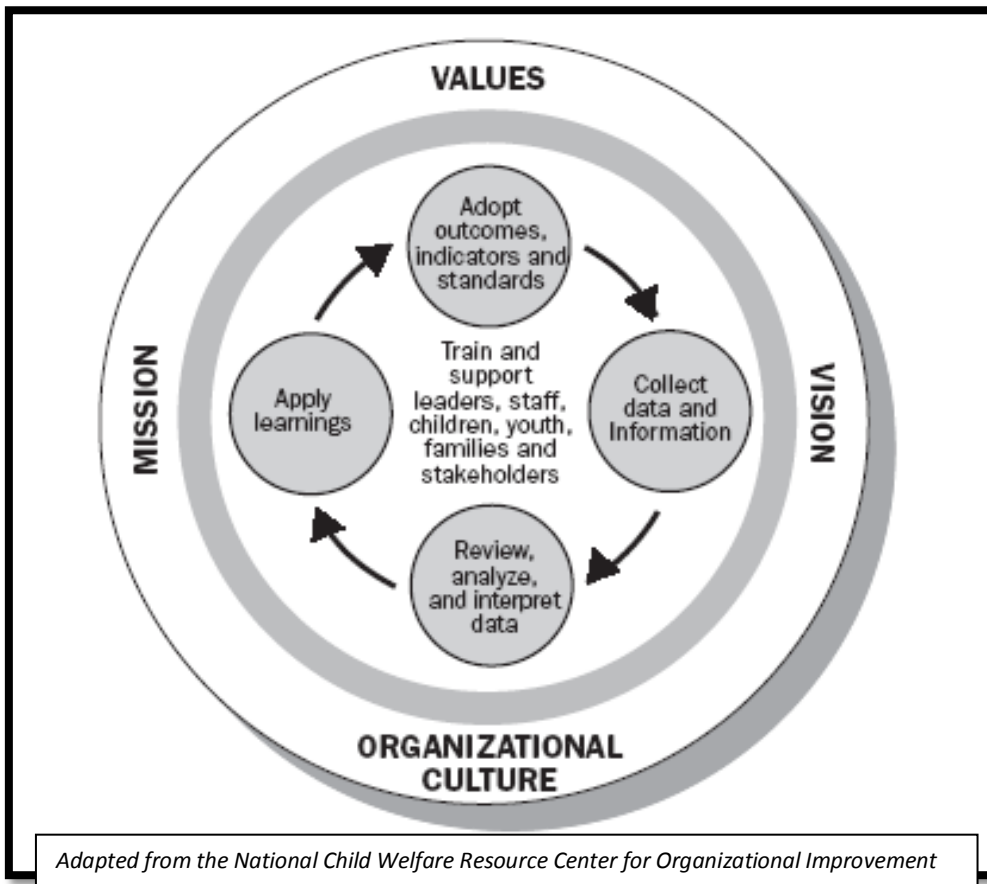 VALUES
Adopt
outcomes,
indicators and
standards
Train and
support
leaders, staff,
children, youth,
families and
stakeholders
Collect
data and
Information
Review,
analyze,
and interpret
data
Apply
learnings
MISSION
VISION
ORGANIZATIONAL
CULTURE
Adapted from the National Child Welfare Resource Center for Organizational Improvement